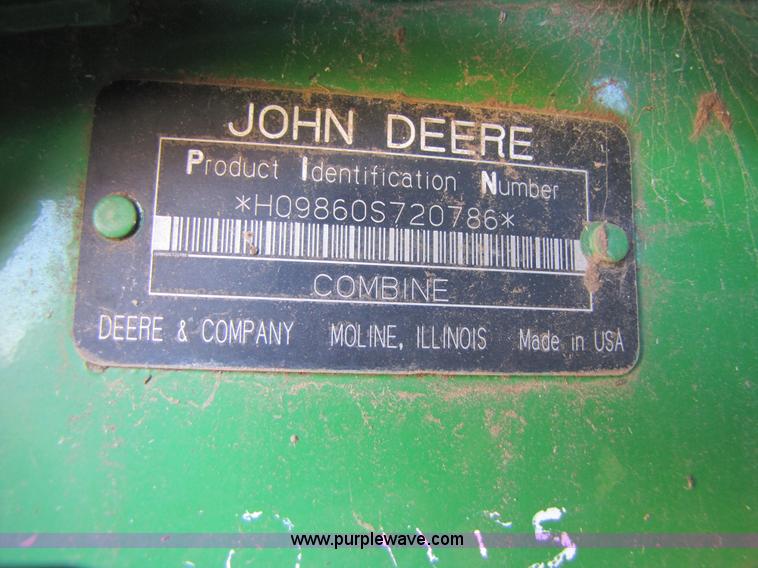 JOHN DEERE
Product Identification Number
*H09860S720786*
COMBINE
DEERE & COMPANY MOLINE, ILLINOIS Made in USA
www.purplewave.com